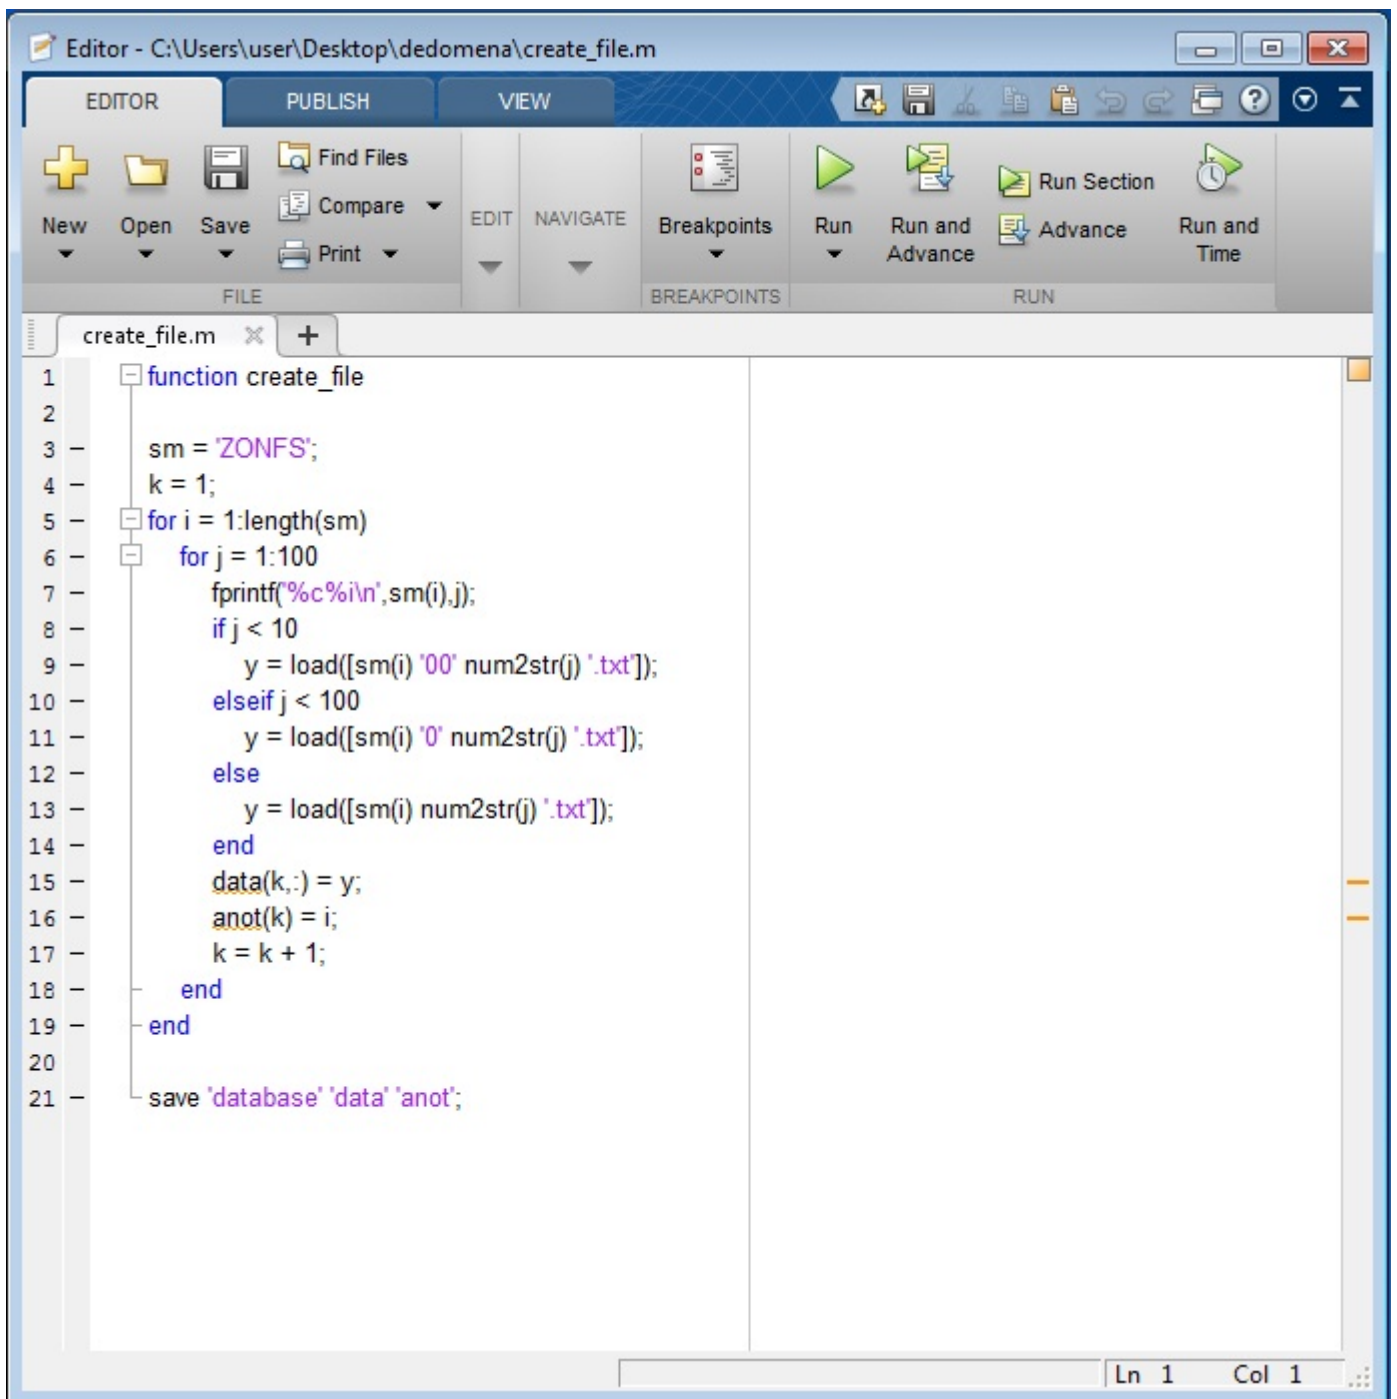 Editor - C:\Users\user\Desktop\dedomena\create_file.m
EDITOR PUBLISH VIEW
New Open Save Find Files Compare Print
FILE
EDIT
NAVIGATE
Breakpoints
BREAKPOINTS
Run Run and Advance Run Section Advance Run and Time
RUN
create_file.m
1 function create_file
2
3 – sm = 'ZONFS';
4 – k = 1;
5 – for i = 1:length(sm)
6 – for j = 1:100
7 – fprintf('%c%i\n',sm(i),j);
8 – if j < 10
9 – y = load([sm(i) '00' num2str(j) '.txt']);
10 – elseif j < 100
11 – y = load([sm(i) '0' num2str(j) '.txt']);
12 – else
13 – y = load([sm(i) num2str(j) '.txt']);
14 – end
15 – data(k,:) = y;
16 – anot(k) = i;
17 – k = k + 1;
18 – end
19 – end
20
21 – save 'database' 'data' 'anot';
Ln 1 Col 1